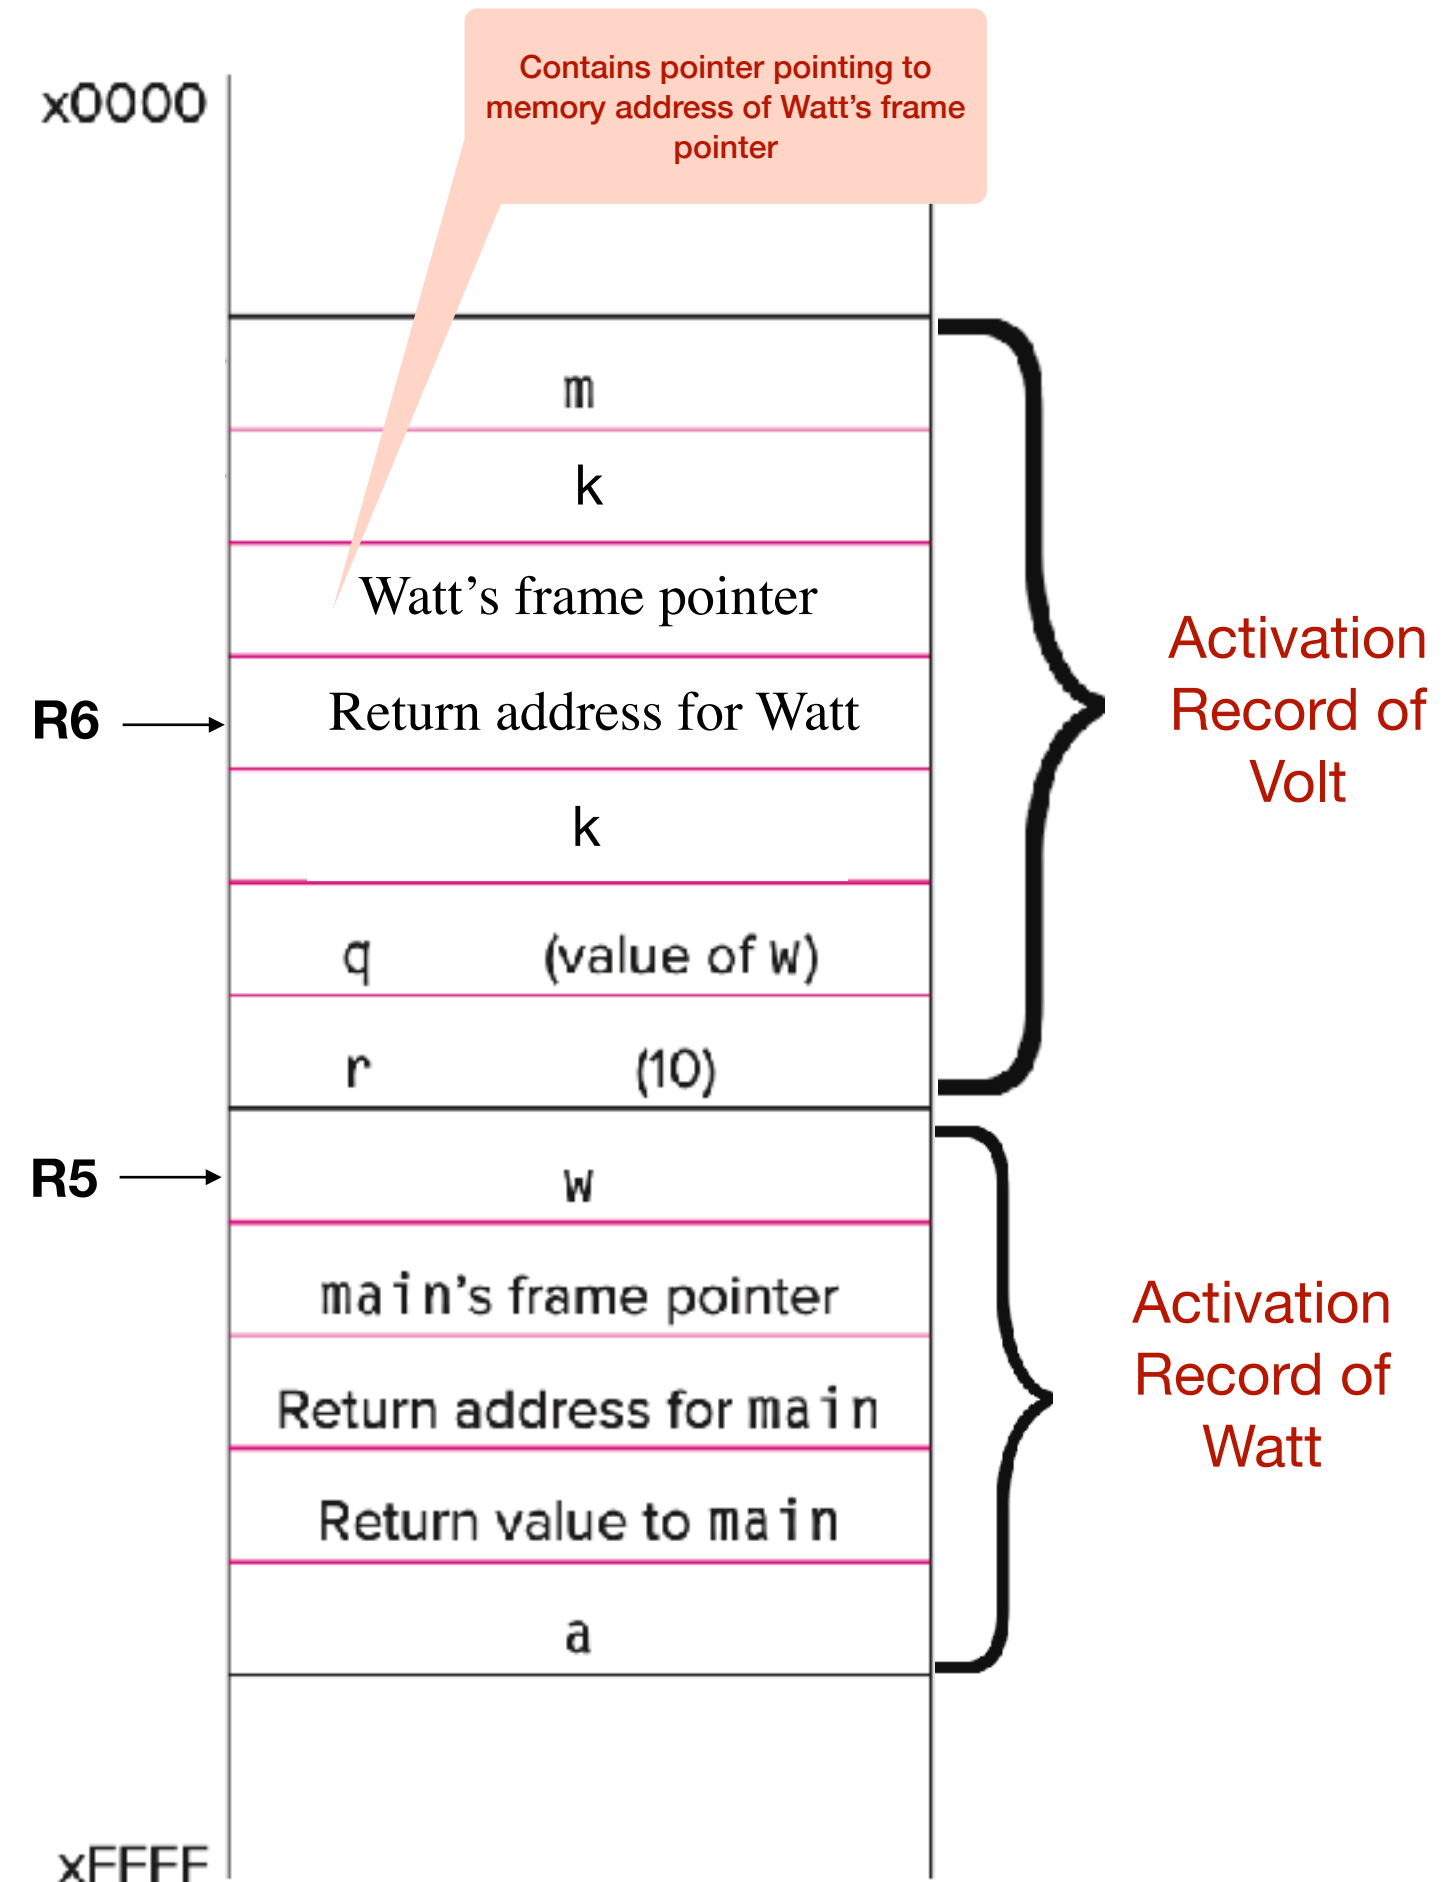 Contains pointer pointing to
memory address of Watt’s frame
pointer
x0000
m
k
Watt’s frame pointer
R6
Return address for Watt
Activation
Record of
Volt
k
q (value of w)
r (10)
R5
w
main’s frame pointer
Return address for main
Return value to main
a
Activation
Record of
Watt
xFFFF